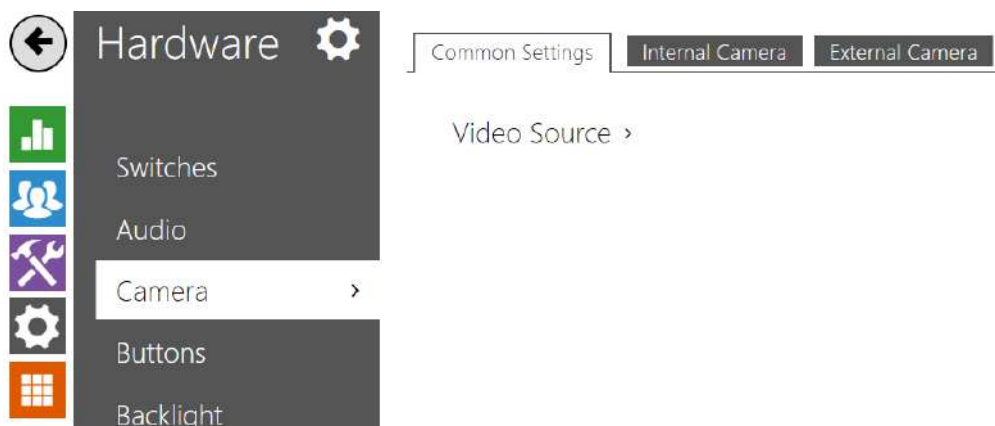 Hardware
Common Settings
Internal Camera
External Camera
Video Source ›
Switches
Audio
Camera ›
Buttons
Backlight